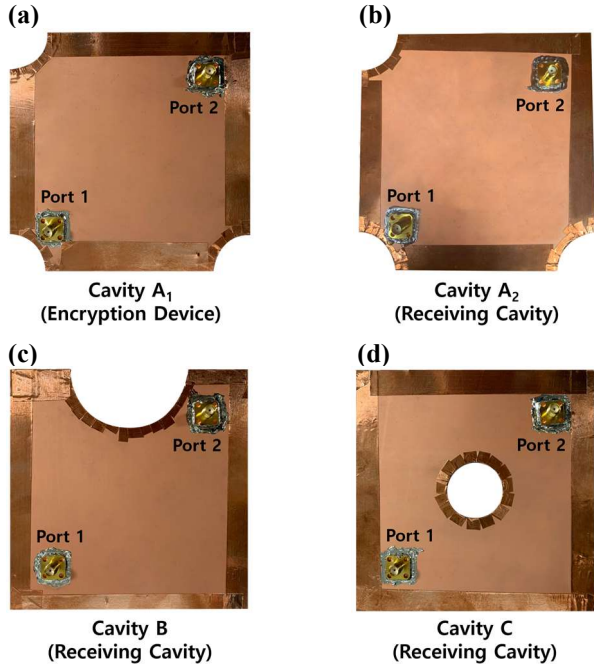 (a)
Port 2
Port 1
Cavity A₁
(Encryption Device)
(b)
Port 2
Port 1
Cavity A₂
(Receiving Cavity)
(c)
Port 2
Port 1
Cavity B
(Receiving Cavity)
(d)
Port 2
Port 1
Cavity C
(Receiving Cavity)